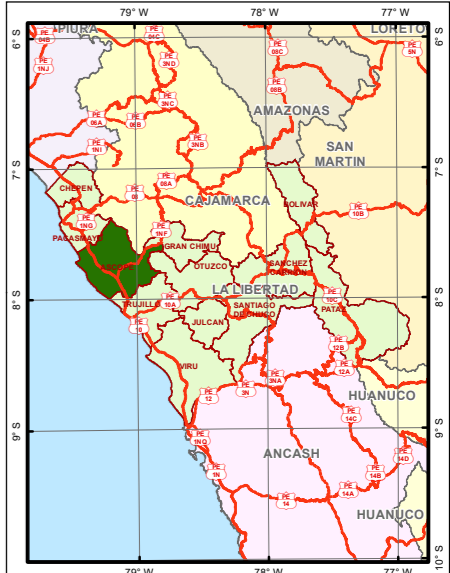 79° W
78° W
77° W
6° S
PIURA
LORETO
6° S
PE
04B
PE
04C
PE
08C
PE
5N
PE
1NJ
PE
3ND
PE
08B
PE
3NC
AMAZONAS
PE
06A
PE
06B
PE
1NI
PE
3NB
SAN
MARTIN
7° S
7° S
CHEPEN
PE
08A
PE
08
CAJAMARCA
BOLIVAR
PE
10B
PE
1NG
PACASMAYO
PE
1NF
GRAN CHIMU
ASCOPE
OTUZCO
SANCHEZ
CARRION
8° S
LA LIBERTAD
8° S
TRUJILLO
PE
10A
SANTIAGO
DE CHUCO
PE
10C
PATAZ
PE
10
JULCAN
PE
12B
VIRU
PE
12A
PE
3NA
PE
12
PE
3N
HUANUCO
PE
14C
9° S
9° S
PE
1NQ
ANCASH
PE
14D
PE
1N
PE
14B
PE
14A
PE
14
HUANUCO
10° S
79° W
78° W
77° W